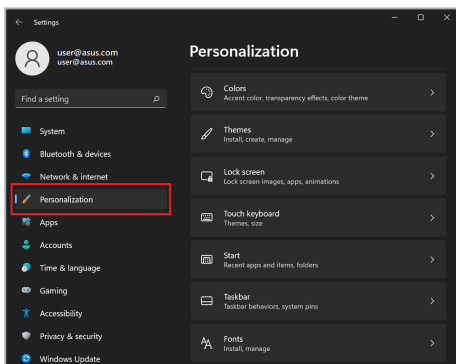 Settings
user@asus.com
user@asus.com
Find a setting
System
Bluetooth & devices
Network & internet
Personalization
Apps
Accounts
Time & language
Gaming
Accessibility
Privacy & security
Windows Update
Personalization
Colors
Accent color, transparency effects, color theme
Themes
Install, create, manage
Lock screen
Lock screen images, apps, animations
Touch keyboard
Themes, size
Start
Recent apps and items, folders
Taskbar
Taskbar behaviors, system pins
Fonts
Install, manage